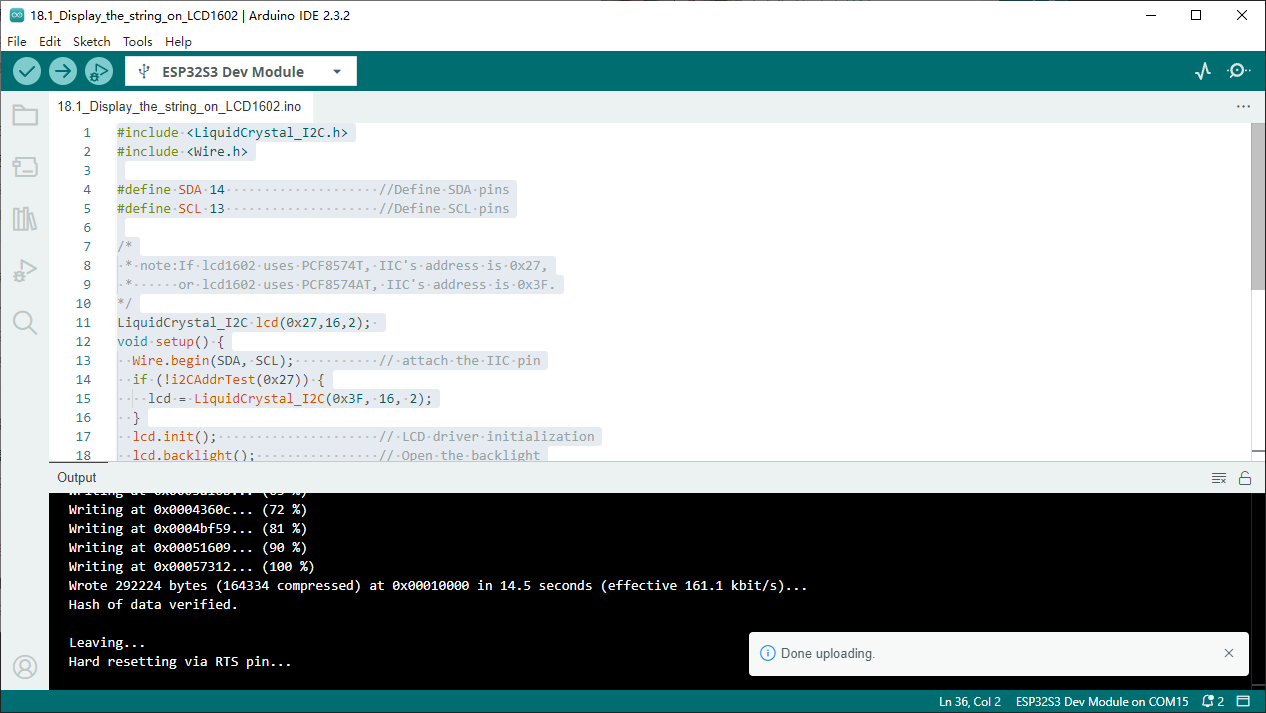 18.1_Display_the_string_on_LCD1602 | Arduino IDE 2.3.2
File Edit Sketch Tools Help
ESP32S3 Dev Module
18.1_Display_the_string_on_LCD1602.ino
1 #include <LiquidCrystal_I2C.h>
2 #include <Wire.h>
3
4 #define SDA 14 //Define SDA pins
5 #define SCL 13 //Define SCL pins
6
7 /*
8 * note:If lcd1602 uses PCF8574T, IIC's address is 0x27,
9 * or lcd1602 uses PCF8574AT, IIC's address is 0x3F.
10 */
11 LiquidCrystal_I2C lcd(0x27,16,2);
12 void setup() {
13 Wire.begin(SDA, SCL); // attach the IIC pin
14 if (!i2CAddrTest(0x27)) {
15 lcd = LiquidCrystal_I2C(0x3F, 16, 2);
16 }
17 lcd.init(); // LCD driver initialization
18 lcd.backlight(); // Open the backlight
Output
Writing at
Writing at 0x0004360c... (72 %)
Writing at 0x0004bf59... (81 %)
Writing at 0x00051609... (90 %)
Writing at 0x00057312... (100 %)
Wrote 292224 bytes (164334 compressed) at 0x00010000 in 14.5 seconds (effective 161.1 kbit/s)...
Hash of data verified.
Leaving...
Hard resetting via RTS pin...
Done uploading.
Ln 36, Col 2 ESP32S3 Dev Module on COM15 2